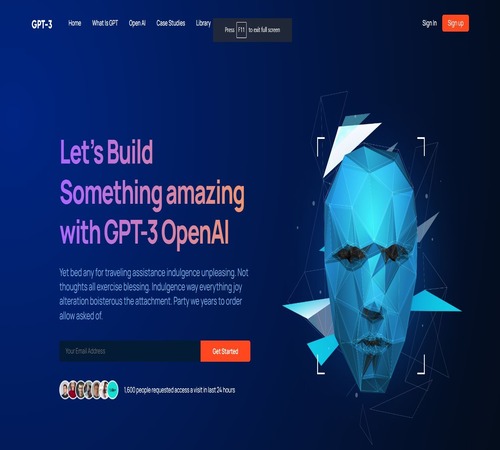 GPT-3 Home What Is GPT Open AI Case Studies Library
Press F11 to exit full screen
Sign In Sign up
Let's Build
Something amazing
with GPT-3 OpenAI
Yet bed any for traveling assistance indulgence unpleasing. Not
thoughts all exercise blessing. Indulgence way everything joy
alteration boisterous the attachment. Party we years to order
allow asked of.
Your Email Address Get Started
1,600 people requested access a visit in last 24 hours